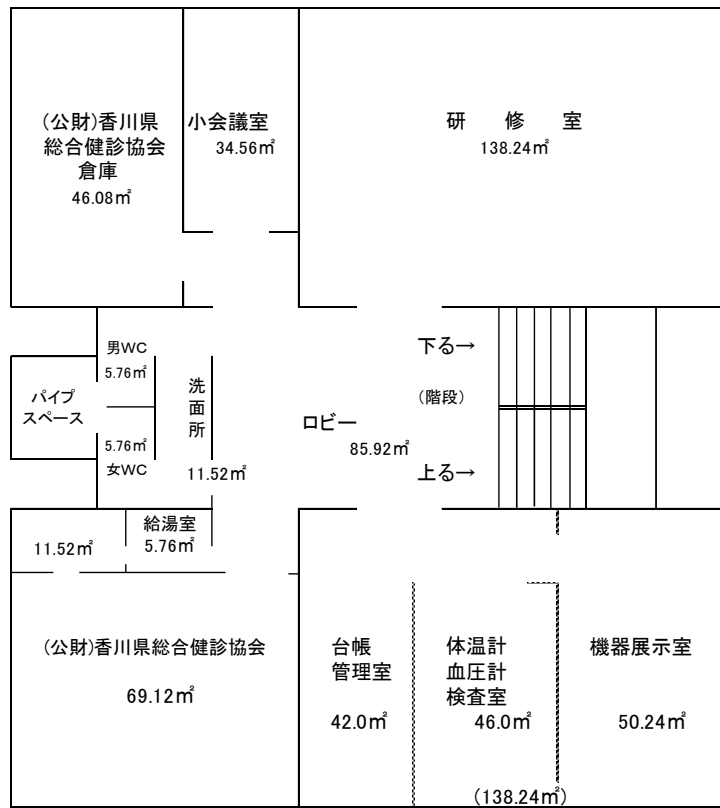 (公財)香川県
総合健診協会
倉庫
46.08㎡
小会議室
34.56㎡
研　修　室
138.24㎡
男WC
5.76㎡
パイプ
スペース
5.76㎡
女WC
洗
面
所
11.52㎡
ロビー
85.92㎡
下る→
(階段)
上る→
11.52㎡
給湯室
5.76㎡
(公財)香川県総合健診協会
69.12㎡
台帳
管理室
42.0㎡
体温計
血圧計
検査室
46.0㎡
機器展示室
50.24㎡
(138.24㎡)